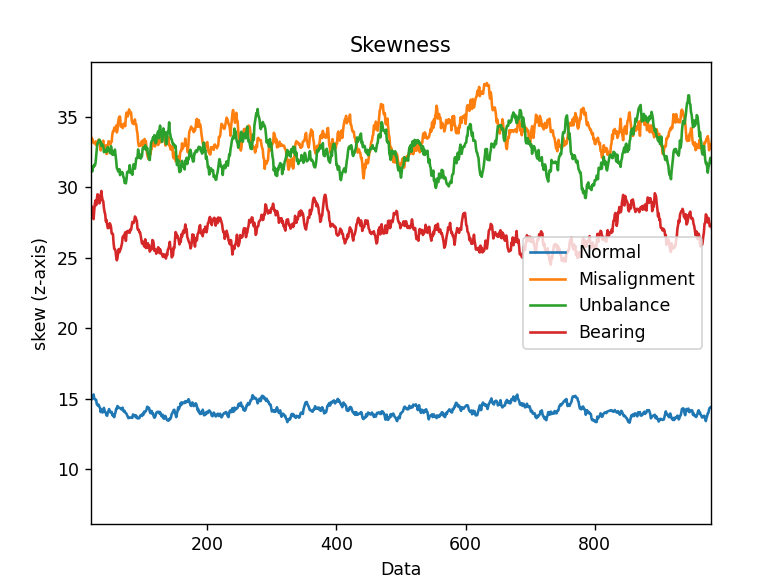 Skewness
skew (z-axis)
35
30
25
20
15
10
Normal
Misalignment
Unbalance
Bearing
200 400 600 800
Data